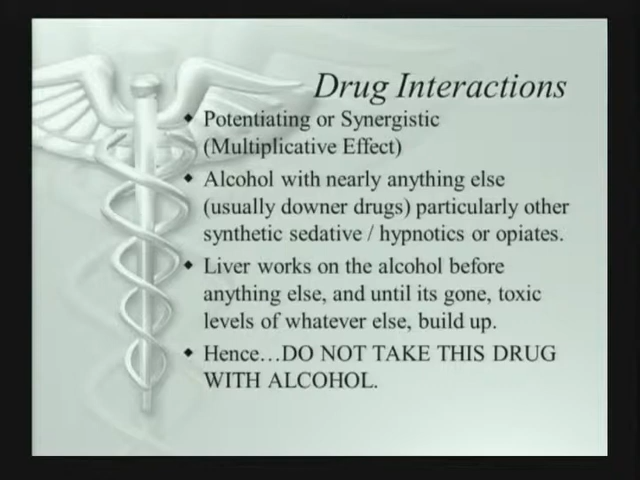 Drug Interactions
◆ Potentiating or Synergistic
(Multiplicative Effect)
◆ Alcohol with nearly anything else
(usually downer drugs) particularly other
synthetic sedative / hypnotics or opiates.
◆ Liver works on the alcohol before
anything else, and until its gone, toxic
levels of whatever else, build up.
◆ Hence…DO NOT TAKE THIS DRUG
WITH ALCOHOL.